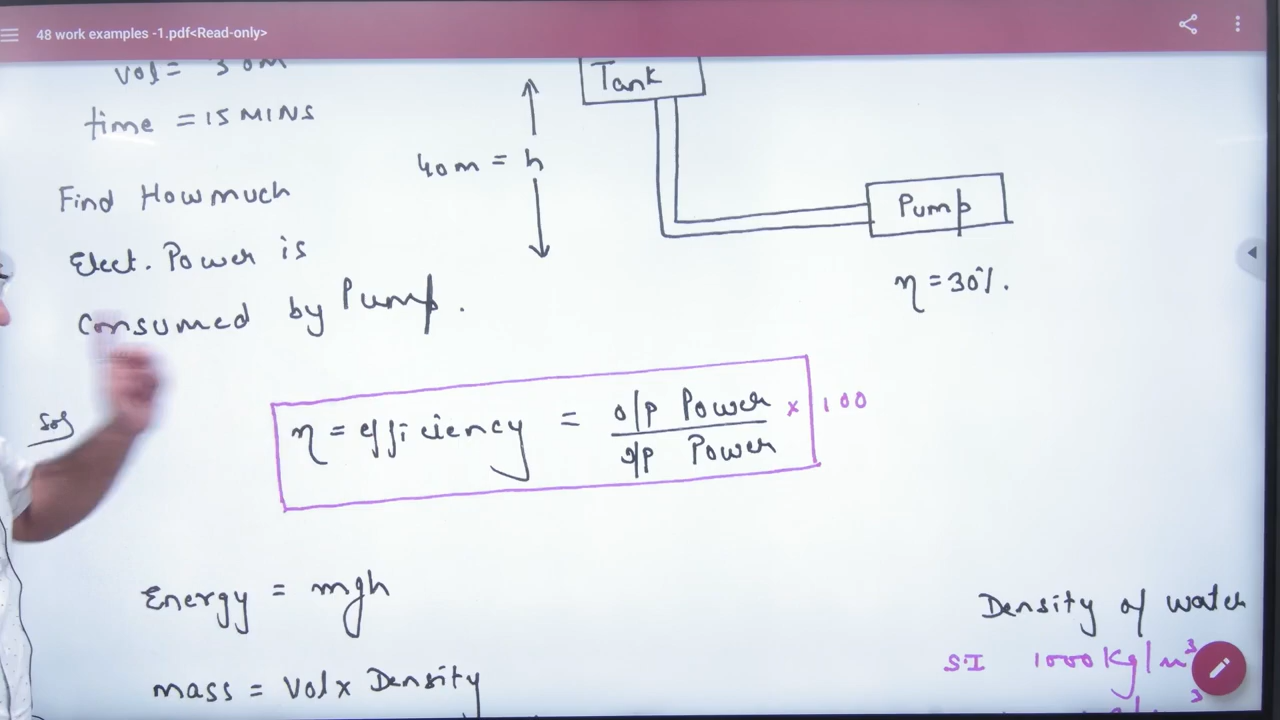 48 work examples -1.pdf<Read-only>
Vol = 30m
time = 15 MINS
Find How much
Elect. Power is
Consumed by Pump.
Tank
40m = h
Pump
η = 30%.
Sol
η = efficiency = o/p Power / i/p Power × 100
Energy = mgh
mass = Vol x Density
Density of water
S.I 1000 Kg/m³